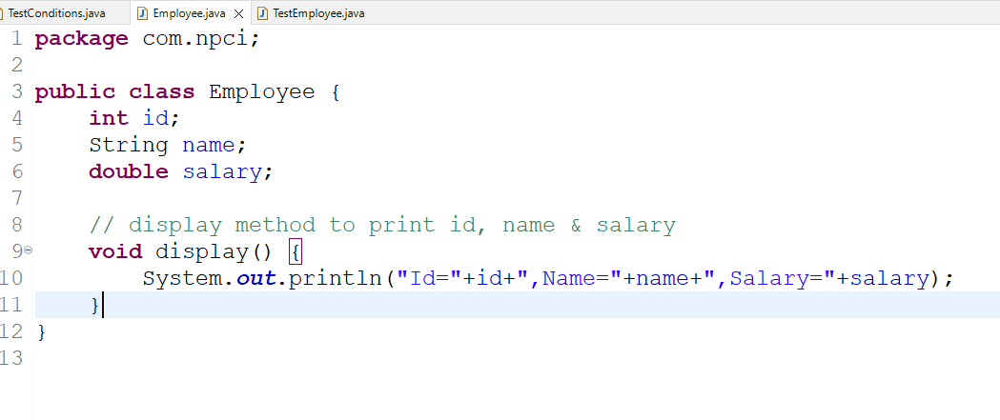 TestConditions.java Employee.java TestEmployee.java
1 package com.npci;
2
3 public class Employee {
4     int id;
5     String name;
6     double salary;
7
8     // display method to print id, name & salary
9     void display() {
10         System.out.println("Id="+id+",Name="+name+",Salary="+salary);
11     }
12 }
13